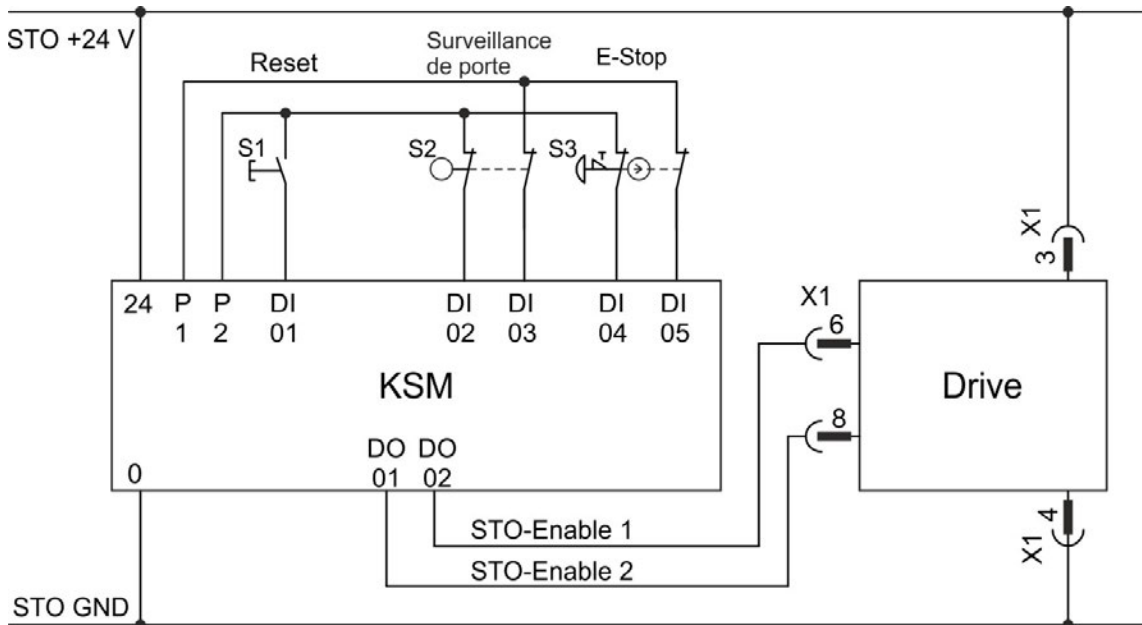 STO +24 V
Reset
Surveillance
de porte
E-Stop
S1
S2
S3
X1
3
24 P P DI DI DI DI DI
1 2 01 02 03 04 05
X1
6
KSM
Drive
8
DO DO
0 01 02
4
X1
STO-Enable 1
STO-Enable 2
STO GND